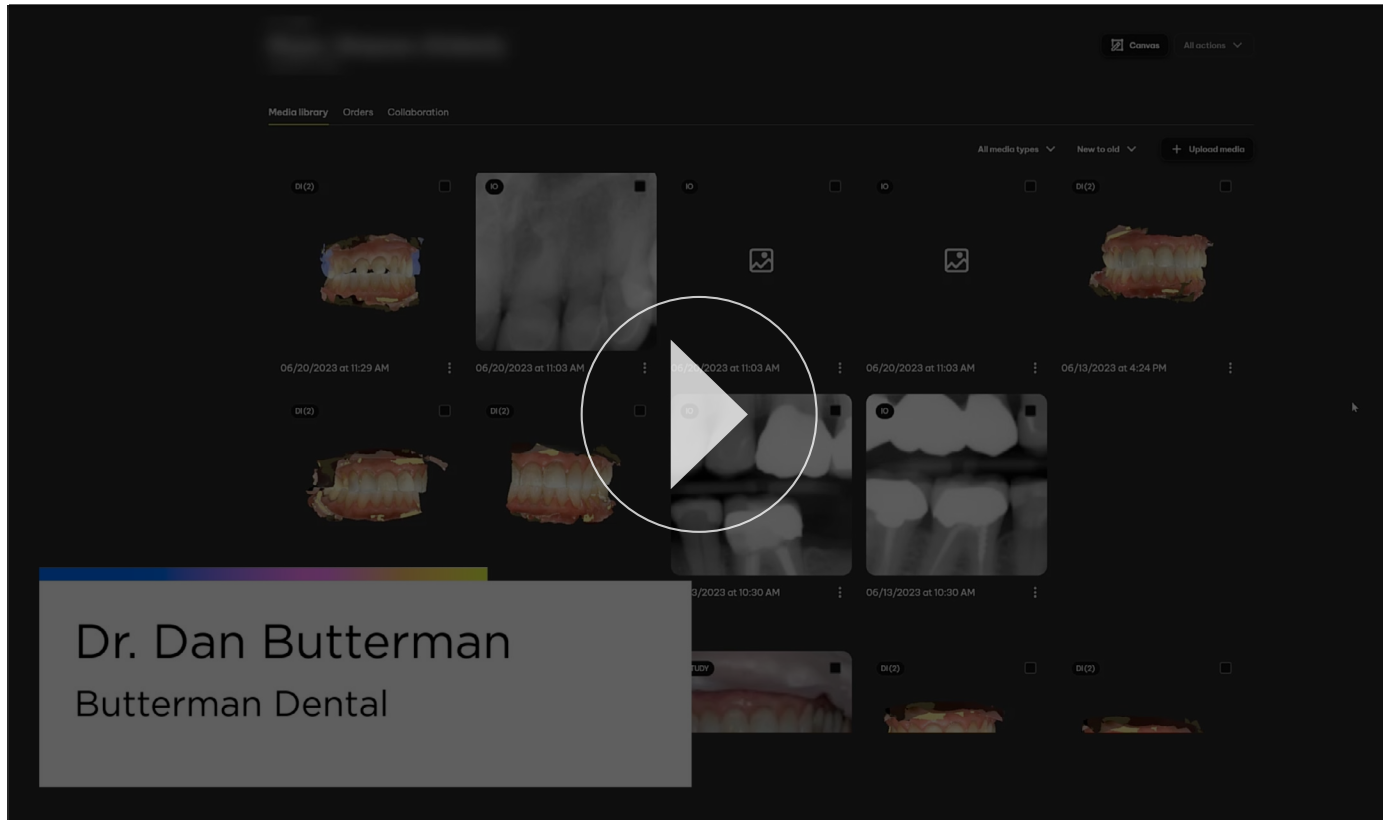 Canvas All actions
Media library Orders Collaboration
All media types New to old + Upload media
DI(2) IO IO IO DI(2)
06/20/2023 at 11:29 AM 06/20/2023 at 11:03 AM 06/20/2023 at 11:03 AM 06/20/2023 at 11:03 AM 06/13/2023 at 4:24 PM
DI(2) DI(2) IO IO
3/2023 at 10:30 AM 06/13/2023 at 10:30 AM
TUDY DI(2) DI(2)
Dr. Dan Butterman
Butterman Dental